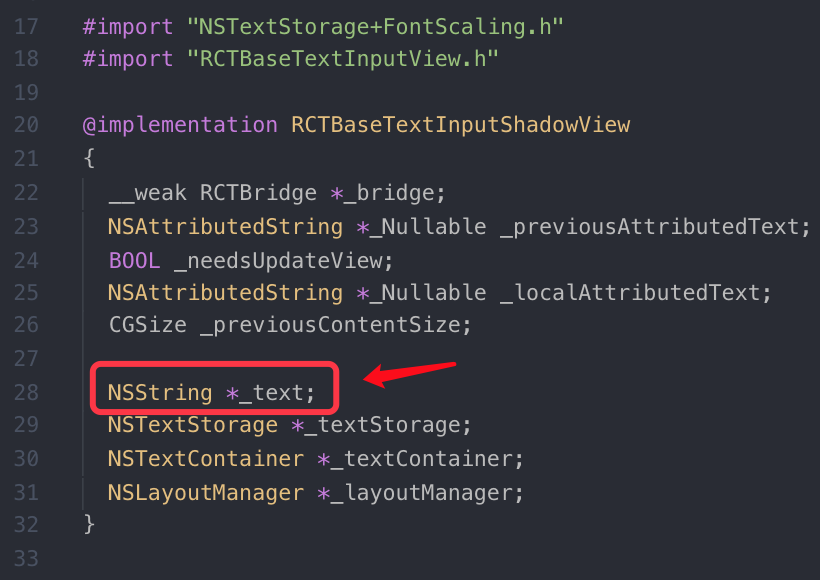 17 #import "NSTextStorage+FontScaling.h"
18 #import "RCTBaseTextInputView.h"
19
20 @implementation RCTBaseTextInputShadowView
21 {
22 __weak RCTBridge *_bridge;
23 NSAttributedString *_Nullable _previousAttributedText;
24 BOOL _needsUpdateView;
25 NSAttributedString *_Nullable _localAttributedText;
26 CGSize _previousContentSize;
27
28 NSString *_text;
29 NSTextStorage *_textStorage;
30 NSTextContainer *_textContainer;
31 NSLayoutManager *_layoutManager;
32 }
33